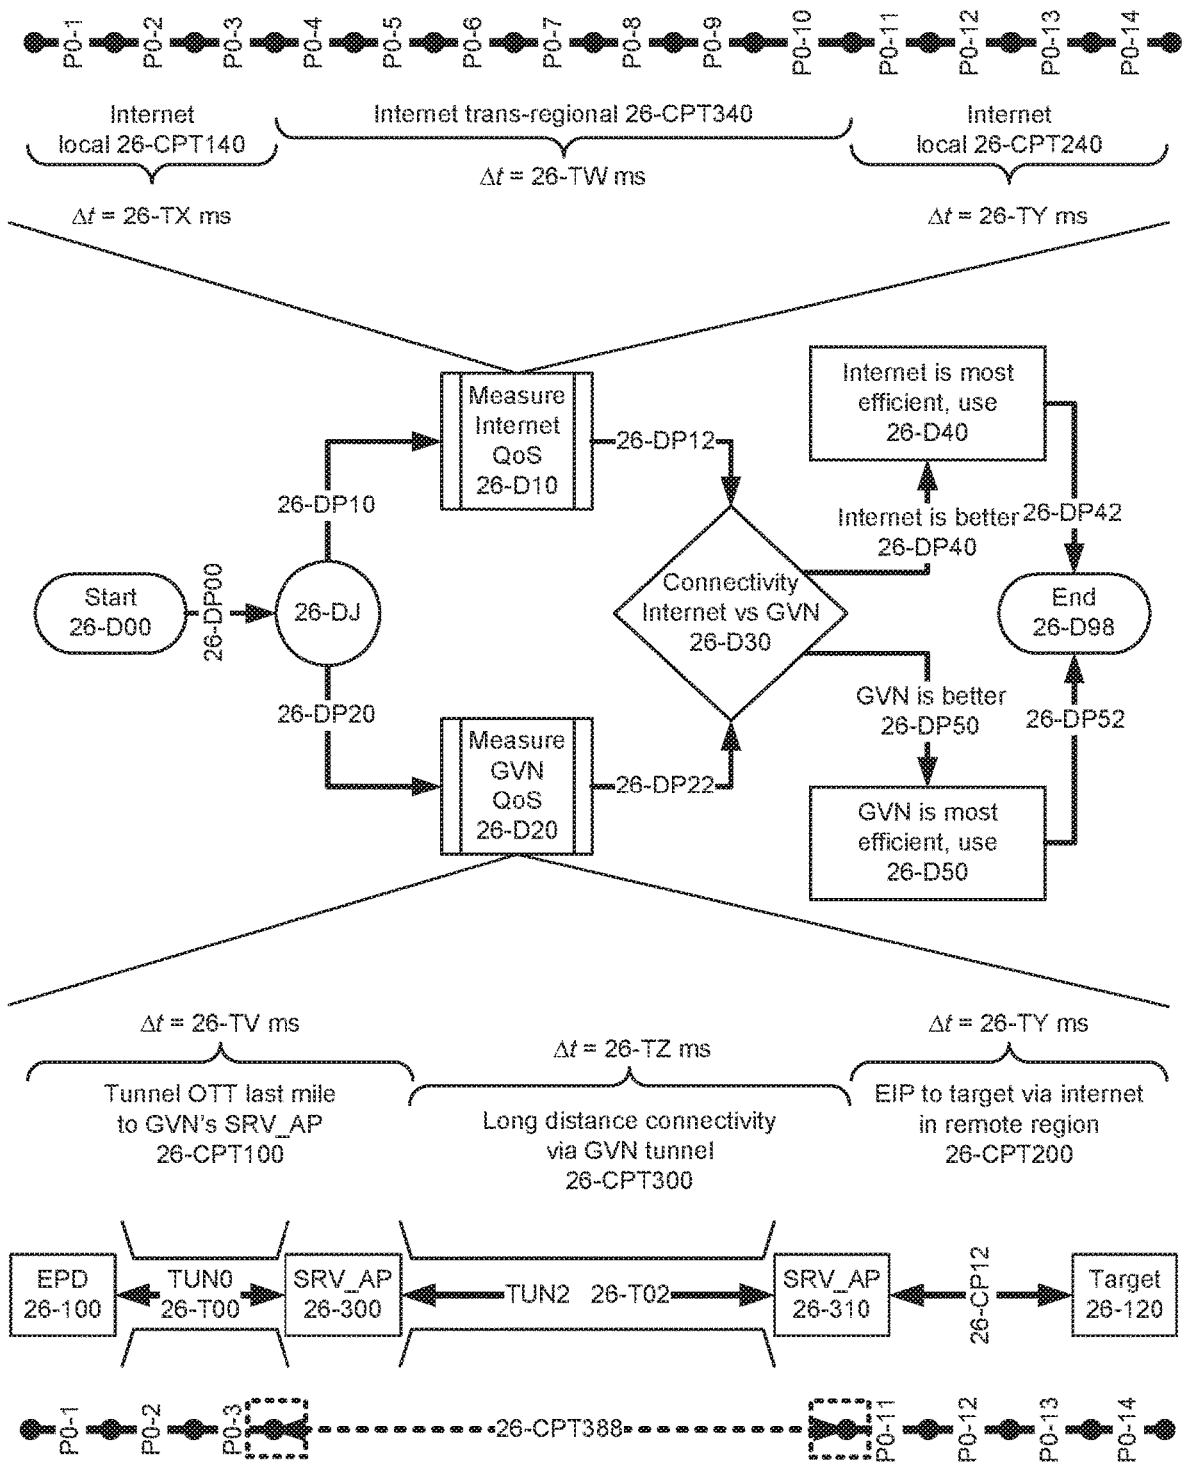 P0-1
P0-2
P0-3
P0-4
P0-5
P0-6
P0-7
P0-8
P0-9
P0-10
P0-11
P0-12
P0-13
P0-14
Internet
local 26-CPT140
Internet trans-regional 26-CPT340
Internet
local 26-CPT240
Δt = 26-TX ms
Δt = 26-TW ms
Δt = 26-TY ms
Measure
Internet
QoS
26-D10
Internet is most
efficient, use
26-D40
26-DP12
26-DP10
Internet is better
26-DP40
26-DP42
Start
26-D00
26-DP00
26-DJ
Connectivity
Internet vs GVN
26-D30
End
26-D98
26-DP20
GVN is better
26-DP50
26-DP52
Measure
GVN
QoS
26-D20
26-DP22
GVN is most
efficient, use
26-D50
Δt = 26-TV ms
Δt = 26-TZ ms
Δt = 26-TY ms
Tunnel OTT last mile
to GVN's SRV_AP
26-CPT100
Long distance connectivity
via GVN tunnel
26-CPT300
EIP to target via internet
in remote region
26-CPT200
EPD
26-100
TUN0
26-T00
SRV_AP
26-300
TUN2 26-T02
SRV_AP
26-310
26-CP12
Target
26-120
P0-1
P0-2
P0-3
26-CPT388
P0-11
P0-12
P0-13
P0-14